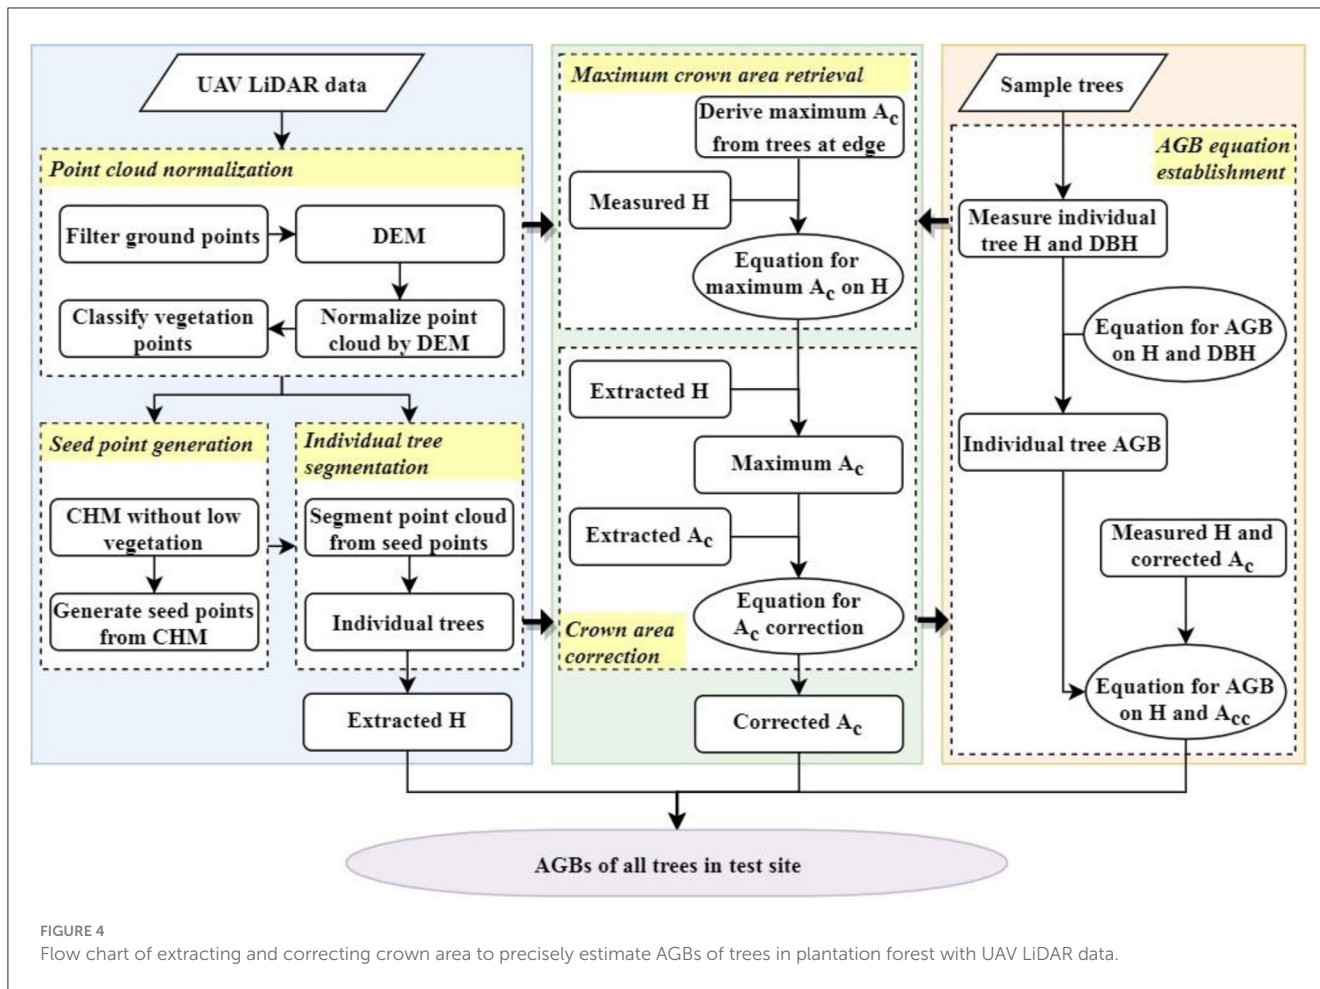 UAV LiDAR data
Point cloud normalization
Filter ground points
DEM
Classify vegetation
points
Normalize point
cloud by DEM
Seed point generation
CHM without low
vegetation
Generate seed points
from CHM
Individual tree
segmentation
Segment point cloud
from seed points
Individual trees
Extracted H
Maximum crown area retrieval
Derive maximum Ac
from trees at edge
Measured H
Equation for
maximum Ac on H
Extracted H
Maximum Ac
Extracted Ac
Equation for
Ac correction
Crown area
correction
Corrected Ac
Sample trees
AGB equation
establishment
Measure individual
tree H and DBH
Equation for AGB
on H and DBH
Individual tree AGB
Measured H and
corrected Ac
Equation for AGB
on H and Acc
AGBs of all trees in test site
FIGURE 4
Flow chart of extracting and correcting crown area to precisely estimate AGBs of trees in plantation forest with UAV LiDAR data.